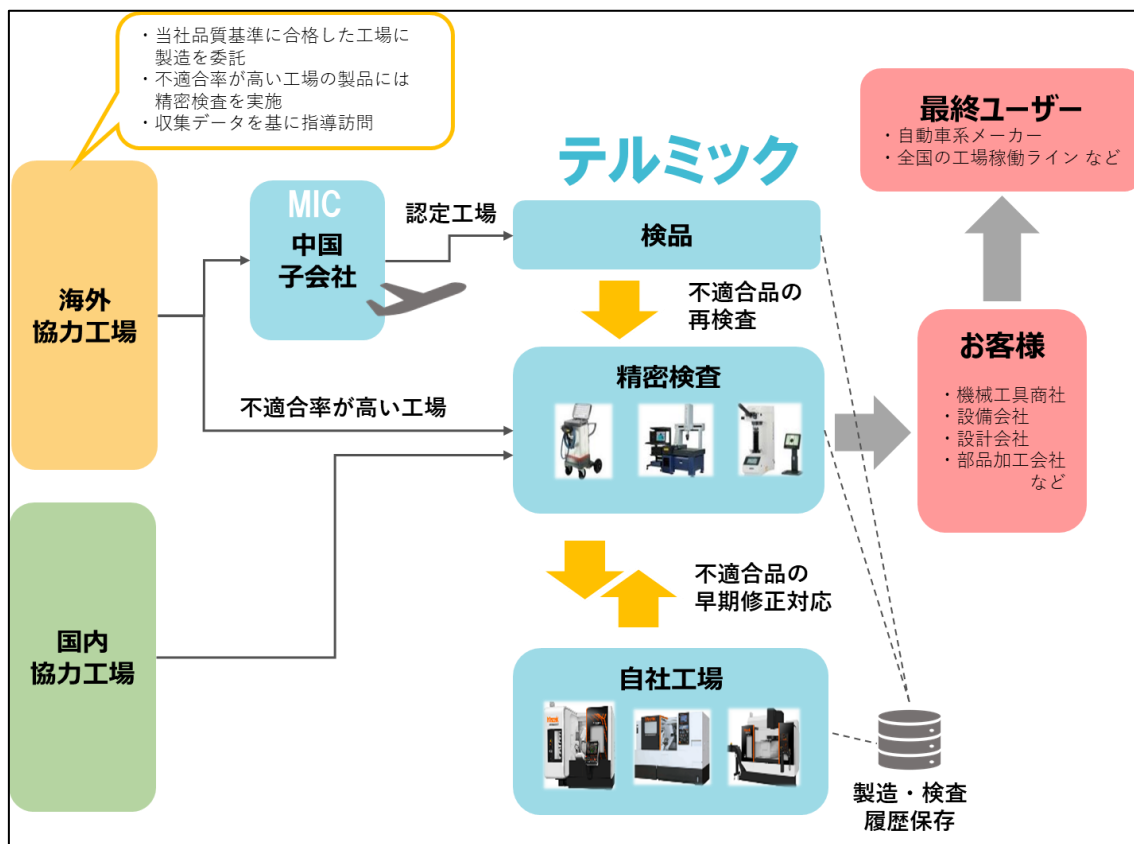 ・当社品質基準に合格した工場に
製造を委託
・不適合率が高い工場の製品には
精密検査を実施
・収集データを基に指導訪問
海外
協力工場
国内
協力工場
MIC
中国
子会社
認定工場
不適合率が高い工場
テルミック
検品
不適合品の
再検査
精密検査
不適合品の
早期修正対応
自社工場
製造・検査
履歴保存
最終ユーザー
・自動車系メーカー
・全国の工場稼働ライン など
お客様
・機械工具商社
・設備会社
・設計会社
・部品加工会社
など